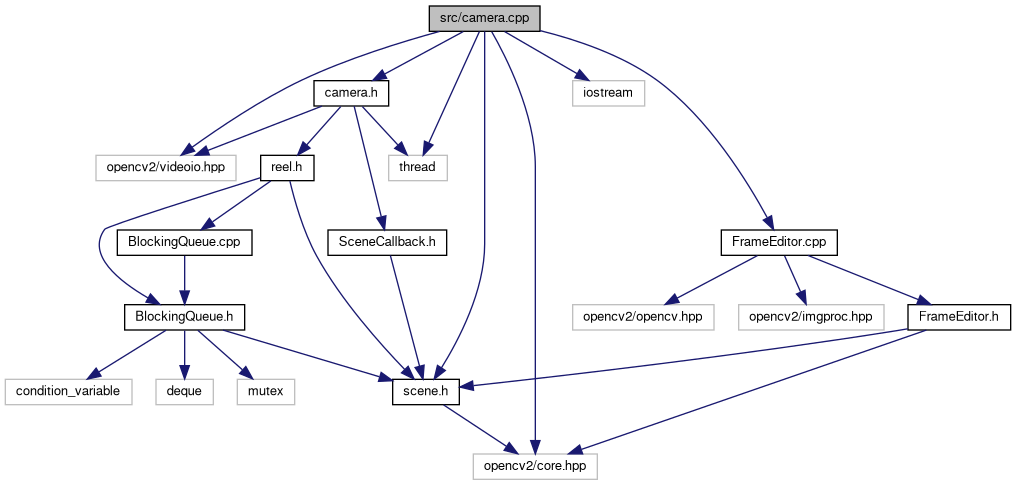 src/camera.cpp
camera.h
iostream
opencv2/videoio.hpp
reel.h
thread
BlockingQueue.cpp
SceneCallback.h
FrameEditor.cpp
BlockingQueue.h
opencv2/opencv.hpp
opencv2/imgproc.hpp
FrameEditor.h
condition_variable
deque
mutex
scene.h
opencv2/core.hpp